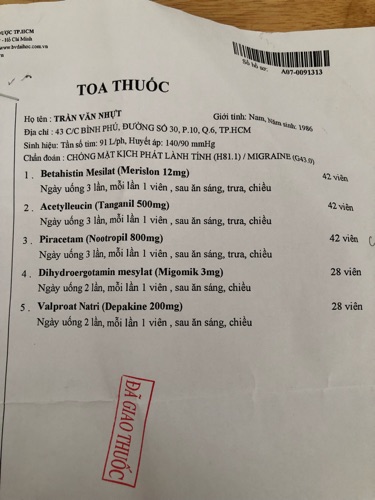 DƯỢC TP.HCM
- Hồ Chí Minh
www.bvdaihoc.com.vn
Số hồ sơ: A07-0091313
TOA THUỐC
Họ tên : TRẦN VĂN NHỰT Giới tính: Nam, Năm sinh: 1986
Địa chỉ : 43 C/C BÌNH PHÚ, ĐƯỜNG SỐ 30, P.10, Q.6, TP.HCM
Sinh hiệu: Tần số tim: 91 L/ph, Huyết áp: 140/90 mmHg
Chẩn đoán : CHÓNG MẶT KỊCH PHÁT LÀNH TÍNH (H81.1) / MIGRAINE (G43.0)
1 . Betahistin Mesilat (Merislon 12mg) 42 viên
Ngày uống 3 lần, mỗi lần 1 viên , sau ăn sáng, trưa, chiều
2 . Acetylleucin (Tanganil 500mg) 42 viên
Ngày uống 3 lần, mỗi lần 1 viên , sau ăn sáng, trưa, chiều
3 . Piracetam (Nootropil 800mg) 42 viên
Ngày uống 3 lần, mỗi lần 1 viên , sau ăn sáng, trưa, chiều
4 . Dihydroergotamin mesylat (Migomik 3mg) 28 viên
Ngày uống 2 lần, mỗi lần 1 viên , sau ăn sáng, chiều
5 . Valproat Natri (Depakine 200mg) 28 viên
Ngày uống 2 lần, mỗi lần 1 viên , sau ăn sáng, chiều
ĐÃ GIAO THUỐC